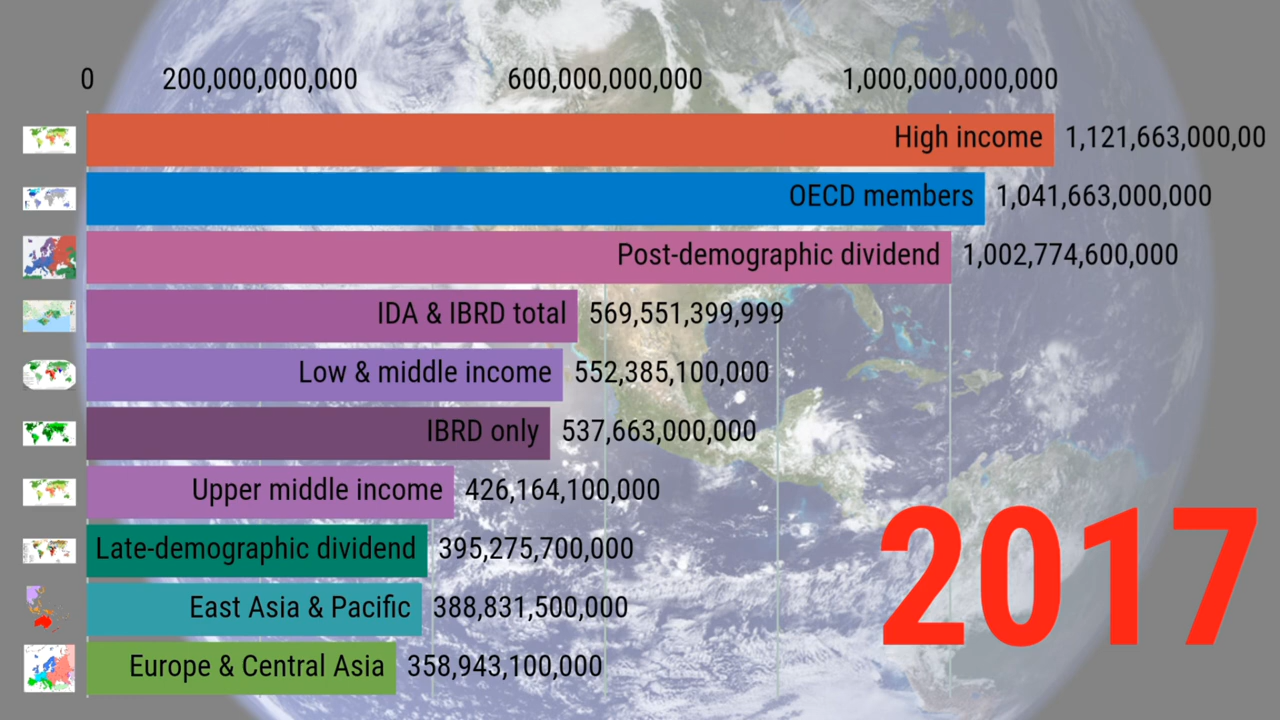 0 200,000,000,000 600,000,000,000 1,000,000,000,000
High income 1,121,663,000,00
OECD members 1,041,663,000,000
Post-demographic dividend 1,002,774,600,000
IDA & IBRD total 569,551,399,999
Low & middle income 552,385,100,000
IBRD only 537,663,000,000
Upper middle income 426,164,100,000
Late-demographic dividend 395,275,700,000
East Asia & Pacific 388,831,500,000
Europe & Central Asia 358,943,100,000
2017